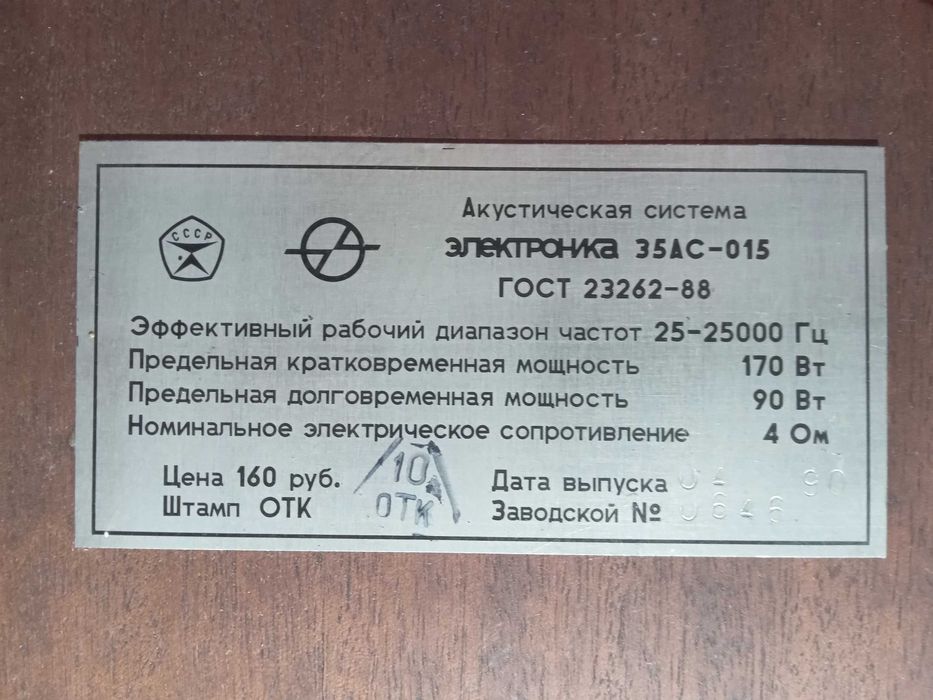 СССР
Акустическая система
электроника 35АС-015
ГОСТ 23262-88
Эффективный рабочий диапазон частот 25-25000 Гц
Предельная кратковременная мощность 170 Вт
Предельная долговременная мощность 90 Вт
Номинальное электрическое сопротивление 4 Ом
Цена 160 руб.
Штамп ОТК
10
ОТК
Дата выпуска 90
Заводской №